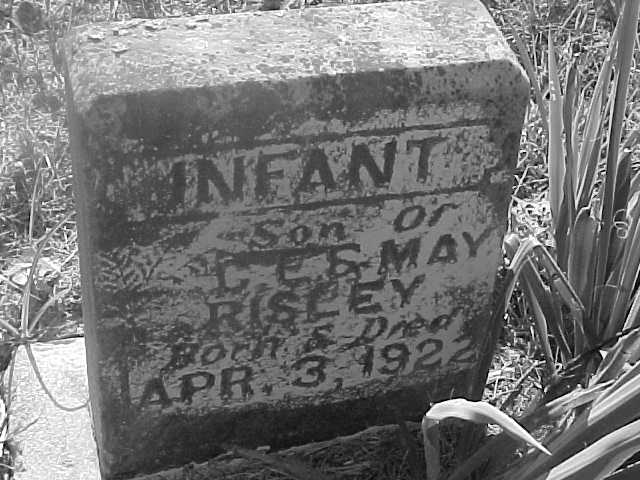 INFANT
Son Of
C. E. & MAY
RISLEY
Born & Died
APR. 3, 1922